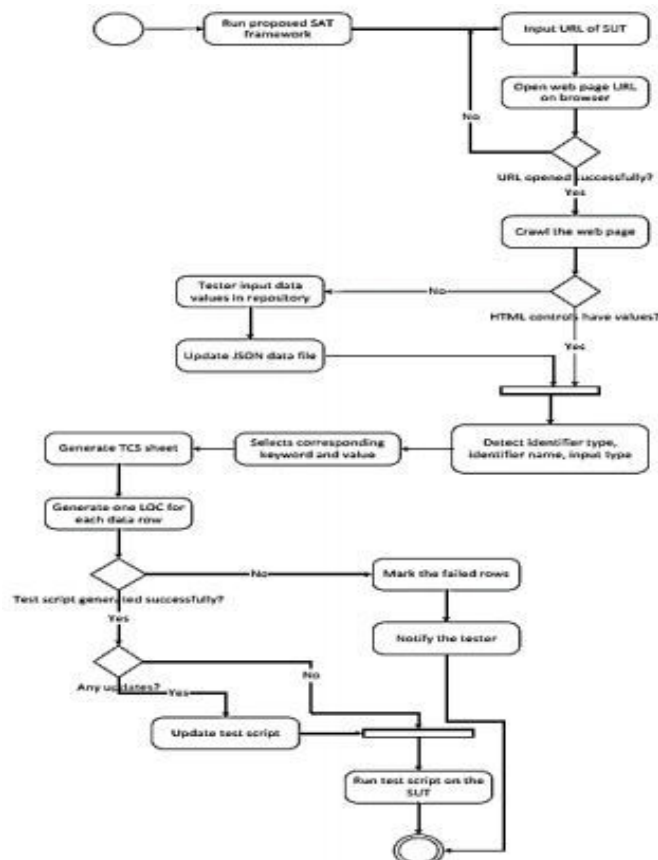 Run proposed SAT
framework
Input URL of SUT
Open web page URL
on browser
No
URL opened successfully?
Yes
Crawl the web page
Tester input data
values in repository
No
HTML controls have values?
Update JSON data file
Yes
Generate TCS sheet
Selects corresponding
keyword and value
Detect identifier type,
identifier name, input type
Generate one LOC for
each data row
No
Mark the failed rows
Test script generated successfully?
Yes
Notify the tester
No
Any updates?
Yes
Update test script
Run test script on the
SUT